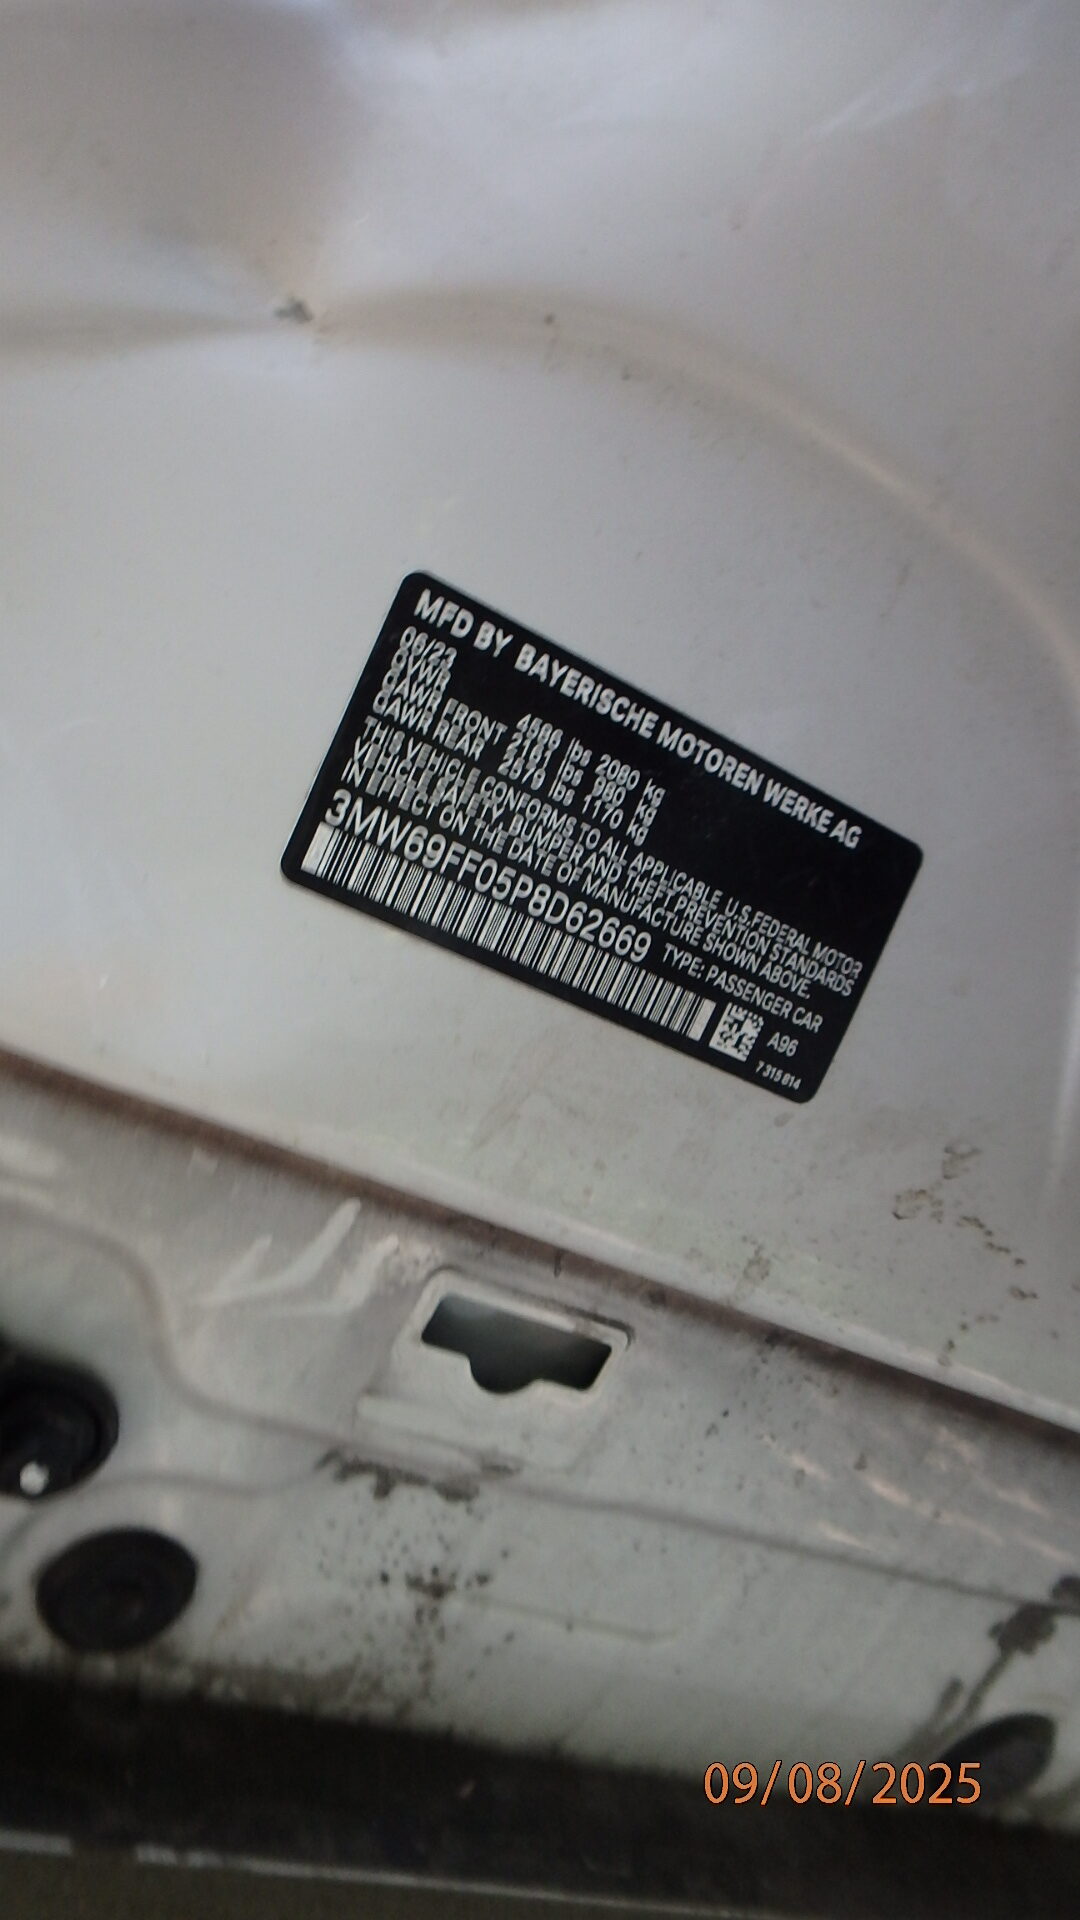 MFD BY BAYERISCHE MOTOREN WERKE AG
06/23
GVWR 4586 lbs 2080 kg
GAWR FRONT 2161 lbs 980 kg
GAWR REAR 2579 lbs 1170 kg
THIS VEHICLE CONFORMS TO ALL APPLICABLE U.S. FEDERAL MOTOR
VEHICLE SAFETY, BUMPER AND THEFT PREVENTION STANDARDS
IN EFFECT ON THE DATE OF MANUFACTURE SHOWN ABOVE.
3MW69FF05P8D62669 TYPE: PASSENGER CAR
A96
7 315 814
09/08/2025